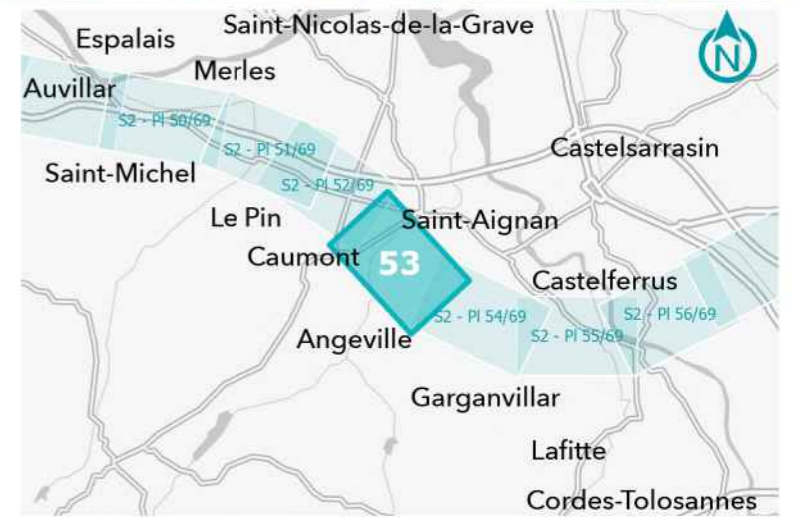 Saint-Nicolas-de-la-Grave
Espalais
N
Merles
Auvillar
S2 - Pl 50/69
S2 - Pl 51/69
Castelsarrasin
Saint-Michel
S2 - Pl 52/69
Le Pin
Saint-Aignan
Caumont
53
Castelferrus
S2 - Pl 54/69
S2 - Pl 56/69
S2 - Pl 55/69
Angeville
Garganvillar
Lafitte
Cordes-Tolosannes